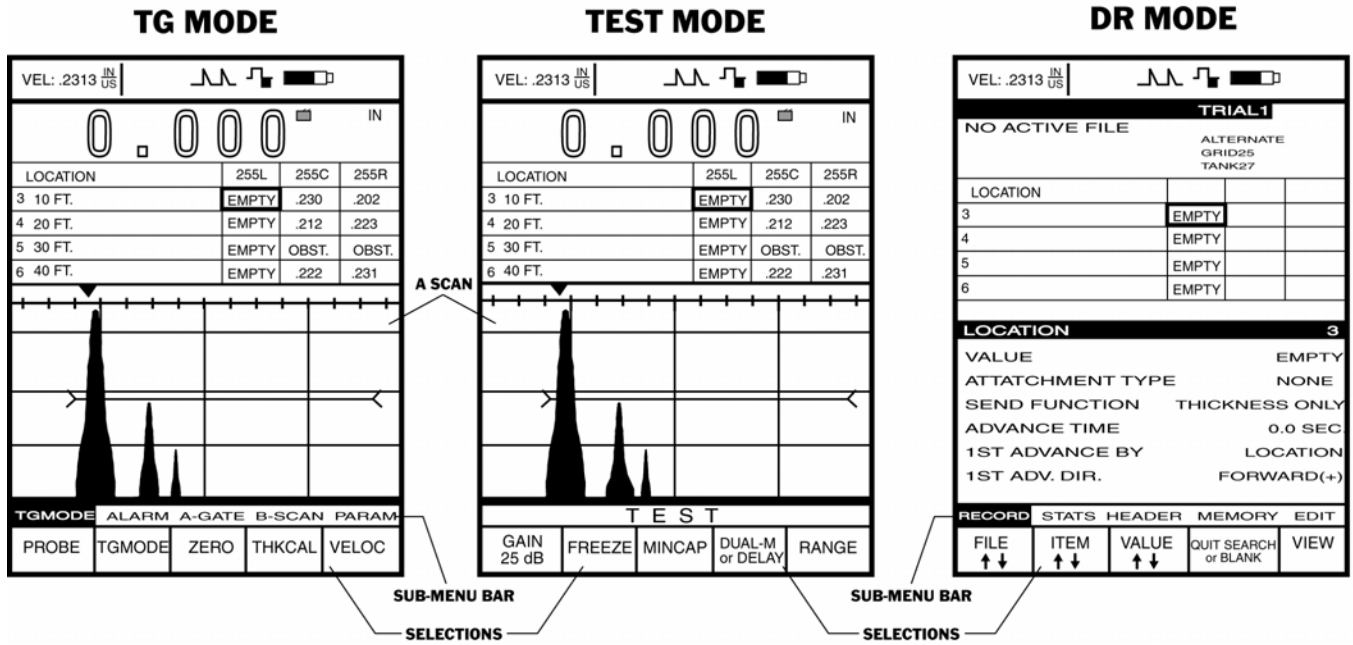 TG MODE
TEST MODE
DR MODE
VEL: .2313 IN/US
0.000 IN
LOCATION 255L 255C 255R
3 10 FT. EMPTY .230 .202
4 20 FT. EMPTY .212 .223
5 30 FT. EMPTY OBST. OBST.
6 40 FT. EMPTY .222 .231
TGMODE ALARM A-GATE B-SCAN PARAM
PROBE TGMODE ZERO THKCAL VELOC
A SCAN
VEL: .2313 IN/US
0.000 IN
LOCATION 255L 255C 255R
3 10 FT. EMPTY .230 .202
4 20 FT. EMPTY .212 .223
5 30 FT. EMPTY OBST. OBST.
6 40 FT. EMPTY .222 .231
TEST
GAIN 25 dB FREEZE MINCAP DUAL-M or DELAY RANGE
VEL: .2313 IN/US
TRIAL1
NO ACTIVE FILE
ALTERNATE
GRID25
TANK27
LOCATION
3 EMPTY
4 EMPTY
5 EMPTY
6 EMPTY
LOCATION 3
VALUE EMPTY
ATTATCHMENT TYPE NONE
SEND FUNCTION THICKNESS ONLY
ADVANCE TIME 0.0 SEC
1ST ADVANCE BY LOCATION
1ST ADV. DIR. FORWARD(+)
RECORD STATS HEADER MEMORY EDIT
FILE ITEM VALUE QUIT SEARCH or BLANK VIEW
SUB-MENU BAR
SELECTIONS
SUB-MENU BAR
SELECTIONS